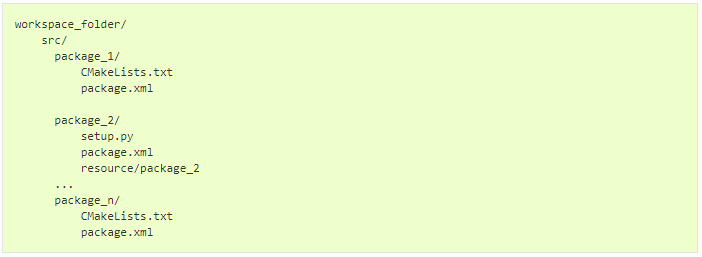 workspace_folder/
src/
package_1/
CMakeLists.txt
package.xml
package_2/
setup.py
package.xml
resource/package_2
...
package_n/
CMakeLists.txt
package.xml